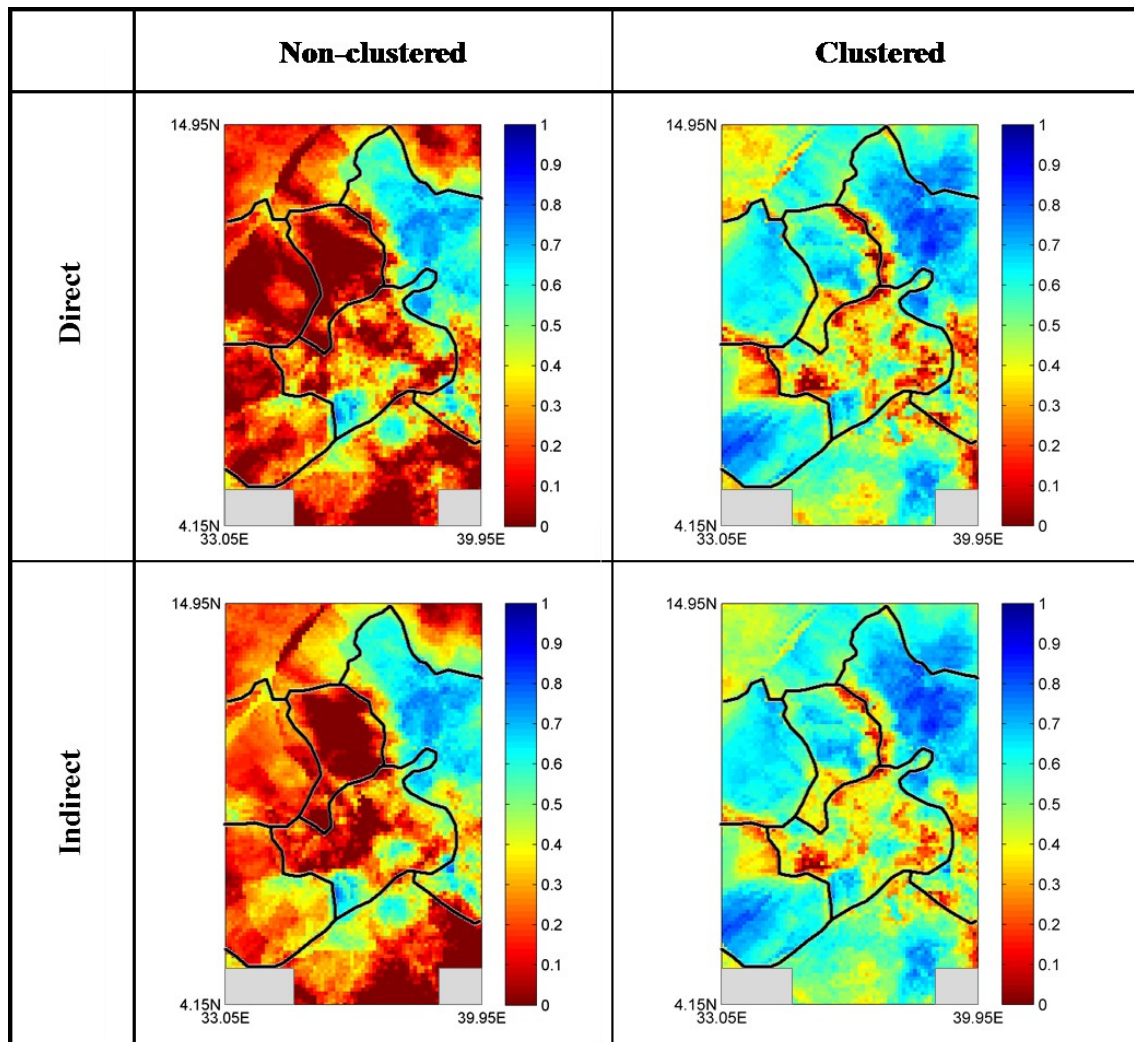 Non-clustered
Clustered
Direct
14.95N
4.15N
33.05E
39.95E
1
0.9
0.8
0.7
0.6
0.5
0.4
0.3
0.2
0.1
0
14.95N
4.15N
33.05E
39.95E
1
0.9
0.8
0.7
0.6
0.5
0.4
0.3
0.2
0.1
0
Indirect
14.95N
4.15N
33.05E
39.95E
1
0.9
0.8
0.7
0.6
0.5
0.4
0.3
0.2
0.1
0
14.95N
4.15N
33.05E
39.95E
1
0.9
0.8
0.7
0.6
0.5
0.4
0.3
0.2
0.1
0